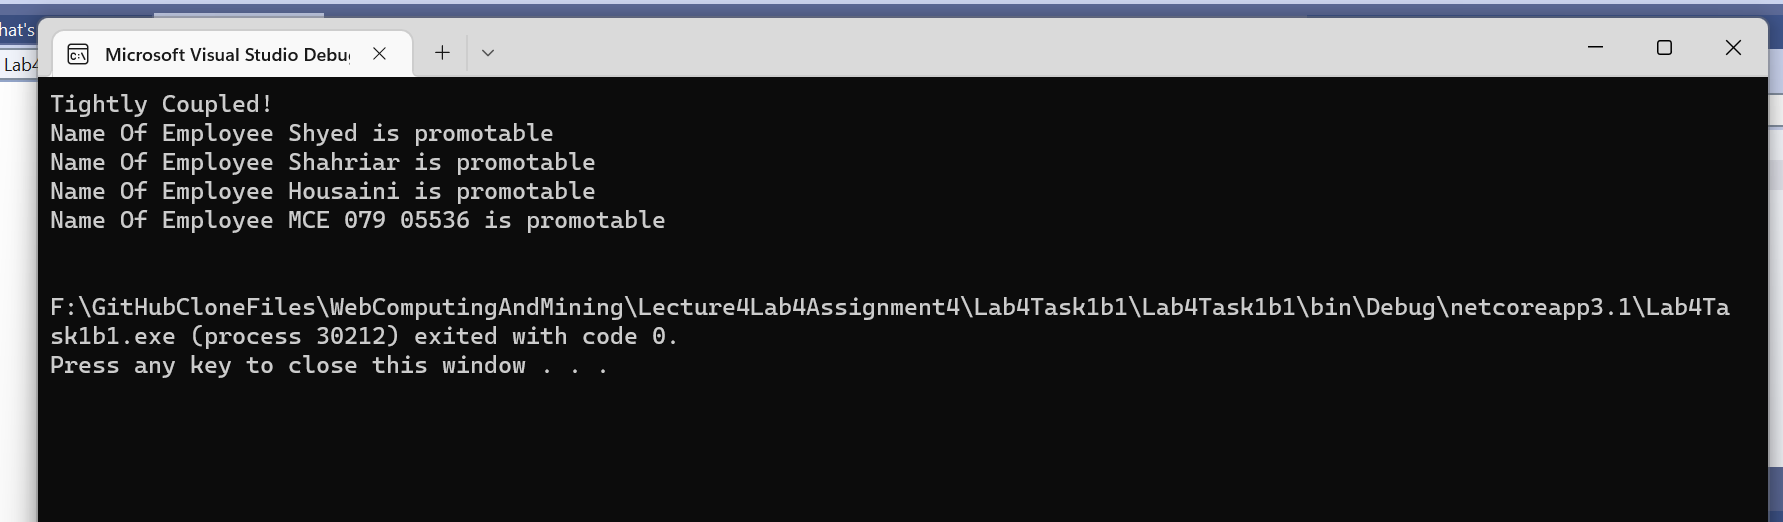 hat's
Lab4
Microsoft Visual Studio Debu
Tightly Coupled!
Name Of Employee Shyed is promotable
Name Of Employee Shahriar is promotable
Name Of Employee Housaini is promotable
Name Of Employee MCE 079 05536 is promotable
F:\GitHubCloneFiles\WebComputingAndMining\Lecture4Lab4Assignment4\Lab4Task1b1\Lab4Task1b1\bin\Debug\netcoreapp3.1\Lab4Ta
sk1b1.exe (process 30212) exited with code 0.
Press any key to close this window . . .